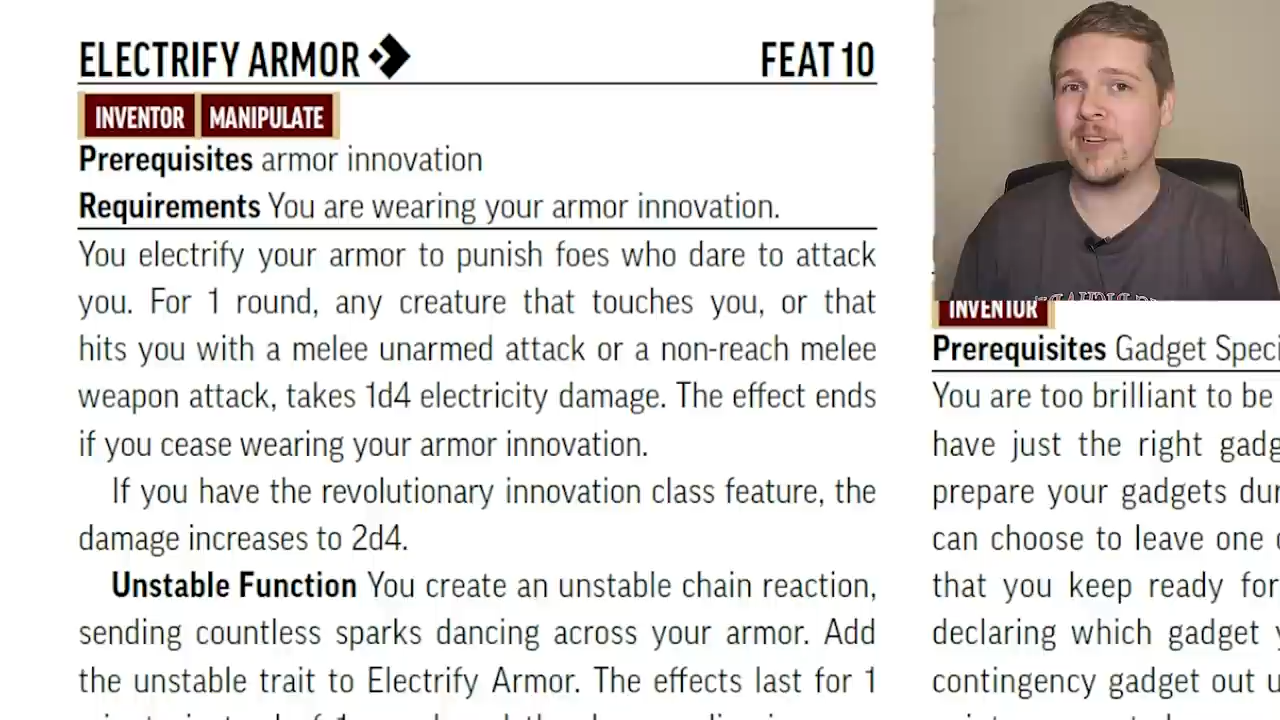 ELECTRIFY ARMOR
FEAT 10
INVENTOR MANIPULATE
Prerequisites armor innovation
Requirements You are wearing your armor innovation.
You electrify your armor to punish foes who dare to attack
you. For 1 round, any creature that touches you, or that
hits you with a melee unarmed attack or a non-reach melee
weapon attack, takes 1d4 electricity damage. The effect ends
if you cease wearing your armor innovation.
If you have the revolutionary innovation class feature, the
damage increases to 2d4.
Unstable Function You create an unstable chain reaction,
sending countless sparks dancing across your armor. Add
the unstable trait to Electrify Armor. The effects last for 1
INVENTOR
Prerequisites Gadget Speci
You are too brilliant to be
have just the right gadg
prepare your gadgets dur
can choose to leave one
that you keep ready for
declaring which gadget y
contingency gadget out u